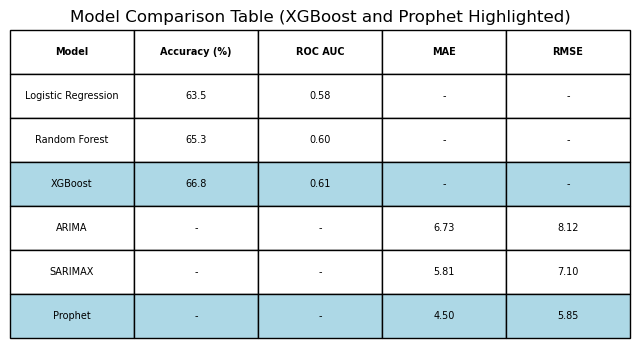 Model Comparison Table (XGBoost and Prophet Highlighted)
Model Accuracy (%) ROC AUC MAE RMSE
Logistic Regression 63.5 0.58 - -
Random Forest 65.3 0.60 - -
XGBoost 66.8 0.61 - -
ARIMA - - 6.73 8.12
SARIMAX - - 5.81 7.10
Prophet - - 4.50 5.85